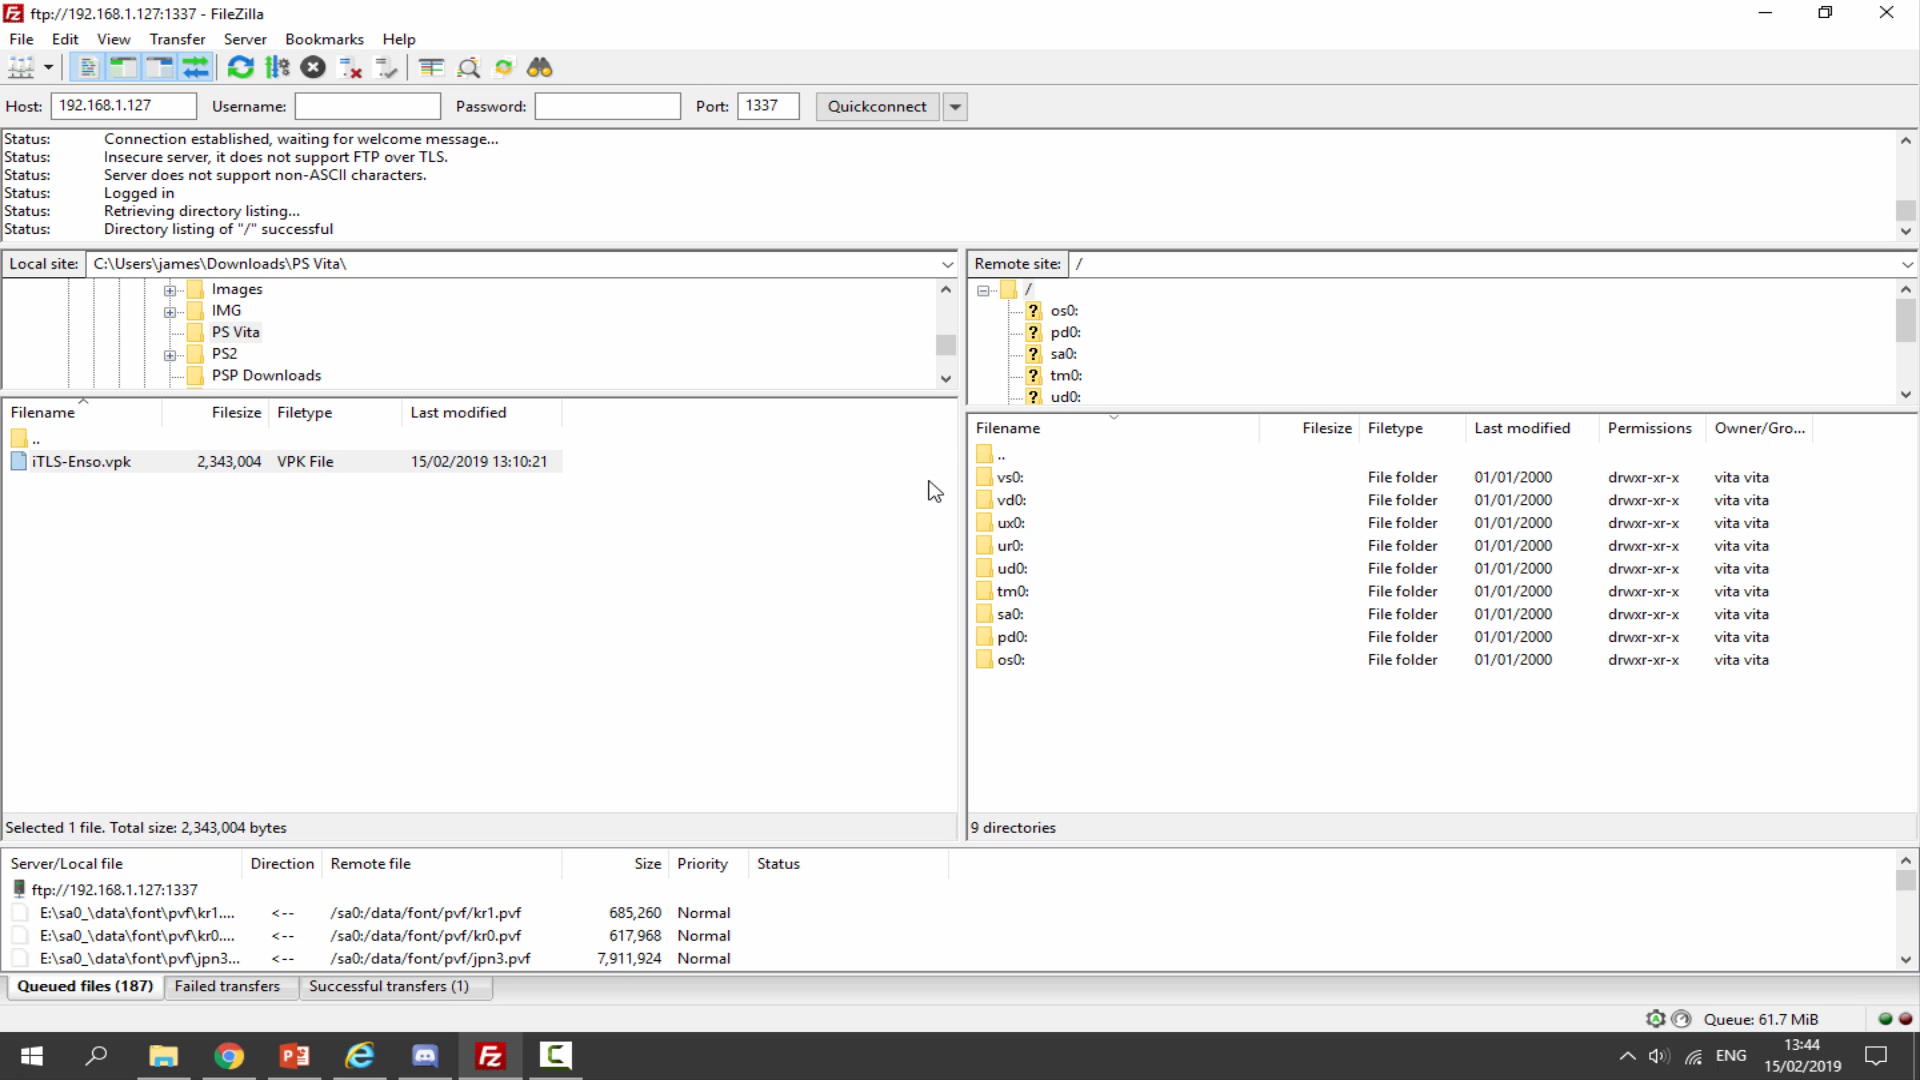 ftp://192.168.1.127:1337 - FileZilla
File Edit View Transfer Server Bookmarks Help
Host: 192.168.1.127 Username: Password: Port: 1337 Quickconnect
Status: Connection established, waiting for welcome message...
Status: Insecure server, it does not support FTP over TLS.
Status: Server does not support non-ASCII characters.
Status: Logged in
Status: Retrieving directory listing...
Status: Directory listing of "/" successful
Local site: C:\Users\james\Downloads\PS Vita\
Images
IMG
PS Vita
PS2
PSP Downloads
Filename Filesize Filetype Last modified
..
iTLS-Enso.vpk 2,343,004 VPK File 15/02/2019 13:10:21
Selected 1 file. Total size: 2,343,004 bytes
Remote site: /
/
os0:
pd0:
sa0:
tm0:
ud0:
Filename Filesize Filetype Last modified Permissions Owner/Gro...
..
vs0: File folder 01/01/2000 drwxr-xr-x vita vita
vd0: File folder 01/01/2000 drwxr-xr-x vita vita
ux0: File folder 01/01/2000 drwxr-xr-x vita vita
ur0: File folder 01/01/2000 drwxr-xr-x vita vita
ud0: File folder 01/01/2000 drwxr-xr-x vita vita
tm0: File folder 01/01/2000 drwxr-xr-x vita vita
sa0: File folder 01/01/2000 drwxr-xr-x vita vita
pd0: File folder 01/01/2000 drwxr-xr-x vita vita
os0: File folder 01/01/2000 drwxr-xr-x vita vita
9 directories
Server/Local file Direction Remote file Size Priority Status
ftp://192.168.1.127:1337
E:\sa0_\data\font\pvf\kr1.... <-- /sa0:/data/font/pvf/kr1.pvf 685,260 Normal
E:\sa0_\data\font\pvf\kr0.... <-- /sa0:/data/font/pvf/kr0.pvf 617,968 Normal
E:\sa0_\data\font\pvf\jpn3... <-- /sa0:/data/font/pvf/jpn3.pvf 7,911,924 Normal
Queued files (187) Failed transfers Successful transfers (1)
Queue: 61.7 MiB
ENG
13:44
15/02/2019